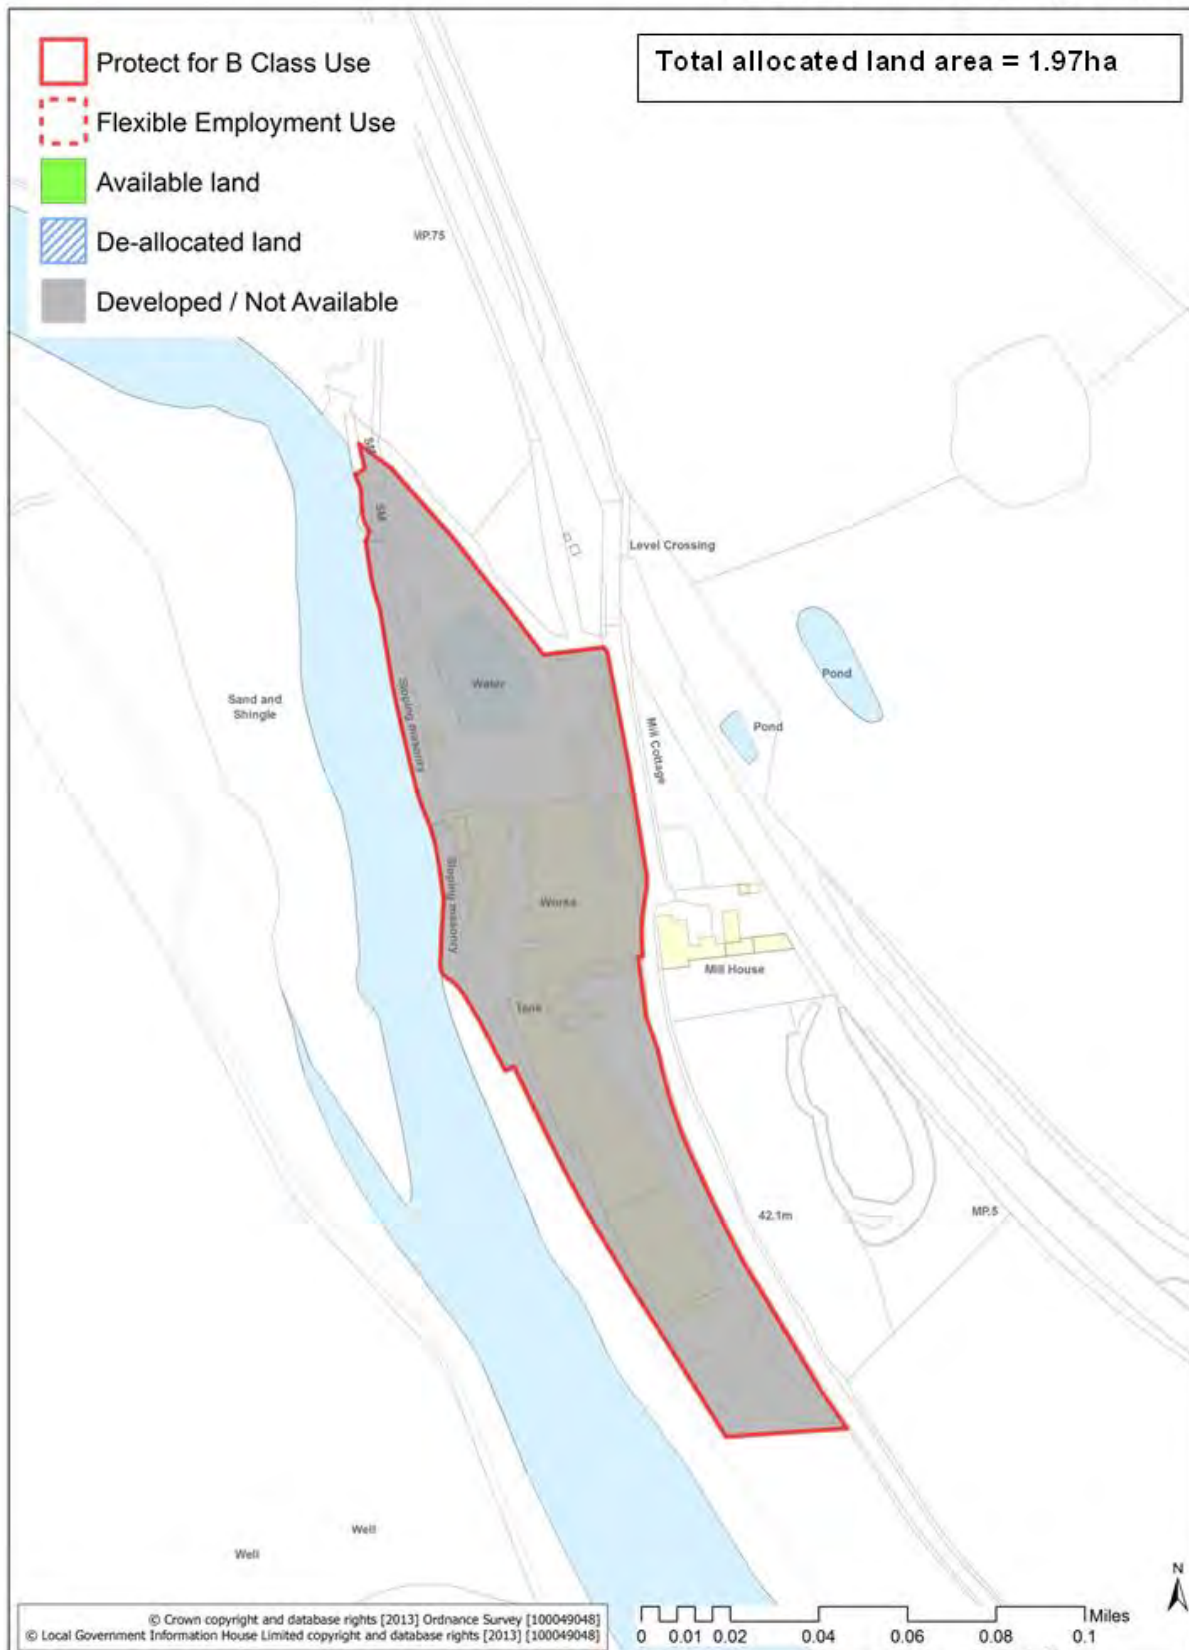 Protect for B Class Use
Flexible Employment Use
Available land
De-allocated land
Developed / Not Available
Total allocated land area = 1.97ha
MP.75
SM
SM
Level Crossing
Water
Sand and
Shingle
Sloping masonry
Mill Cottage
Pond
Pond
Sloping masonry
Works
Mill House
Tank
42.1m
MP.5
Well
Well
N
© Crown copyright and database rights [2013] Ordnance Survey [100049048]
© Local Government Information House Limited copyright and database rights [2013] [100049048]
Miles
0 0.01 0.02 0.04 0.06 0.08 0.1